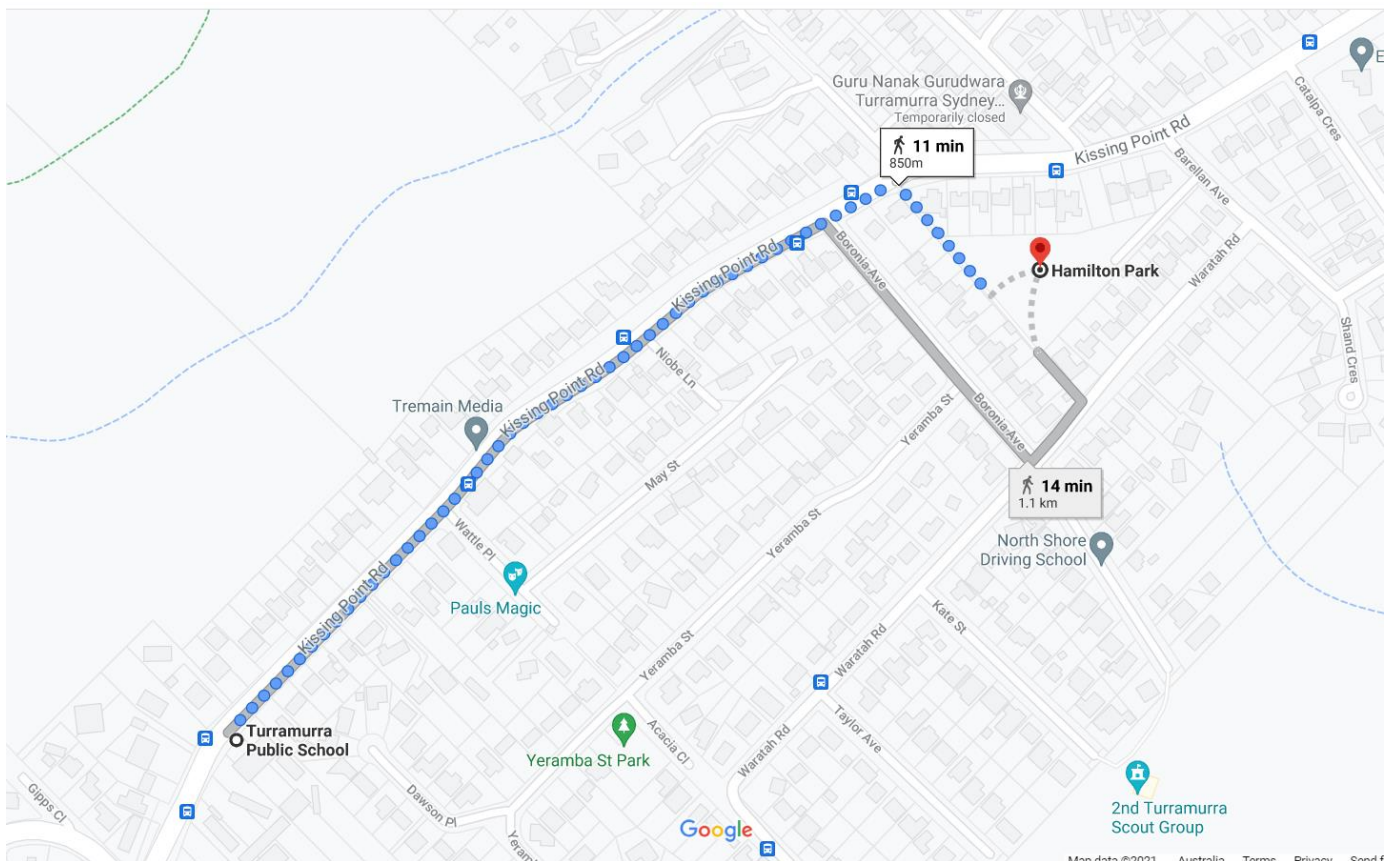 Guru Nanak Gurudwara
Turramurra Sydney...
Temporarily closed
E
Catalpa Cres
11 min
850m
Kissing Point Rd
Barellan Ave
Waratah Rd
Boronia Ave
Kissing Point Rd
Hamilton Park
Shand Cres
Niobe Ln
Kissing Point Rd
Tremain Media
Yeramba St
Boronia Ave
May St
14 min
1.1 km
Wattle Pl
Yeramba St
North Shore
Driving School
Kissing Point Rd
Pauls Magic
Kate St
Yeramba St
Waratah Rd
Turramurra
Public School
Acacia Cl
Taylor Ave
Waratah Rd
Yeramba St Park
Gipps Cl
Dawson Pl
2nd Turramurra
Scout Group
Google
Map data ©2021 Australia Terms Privacy